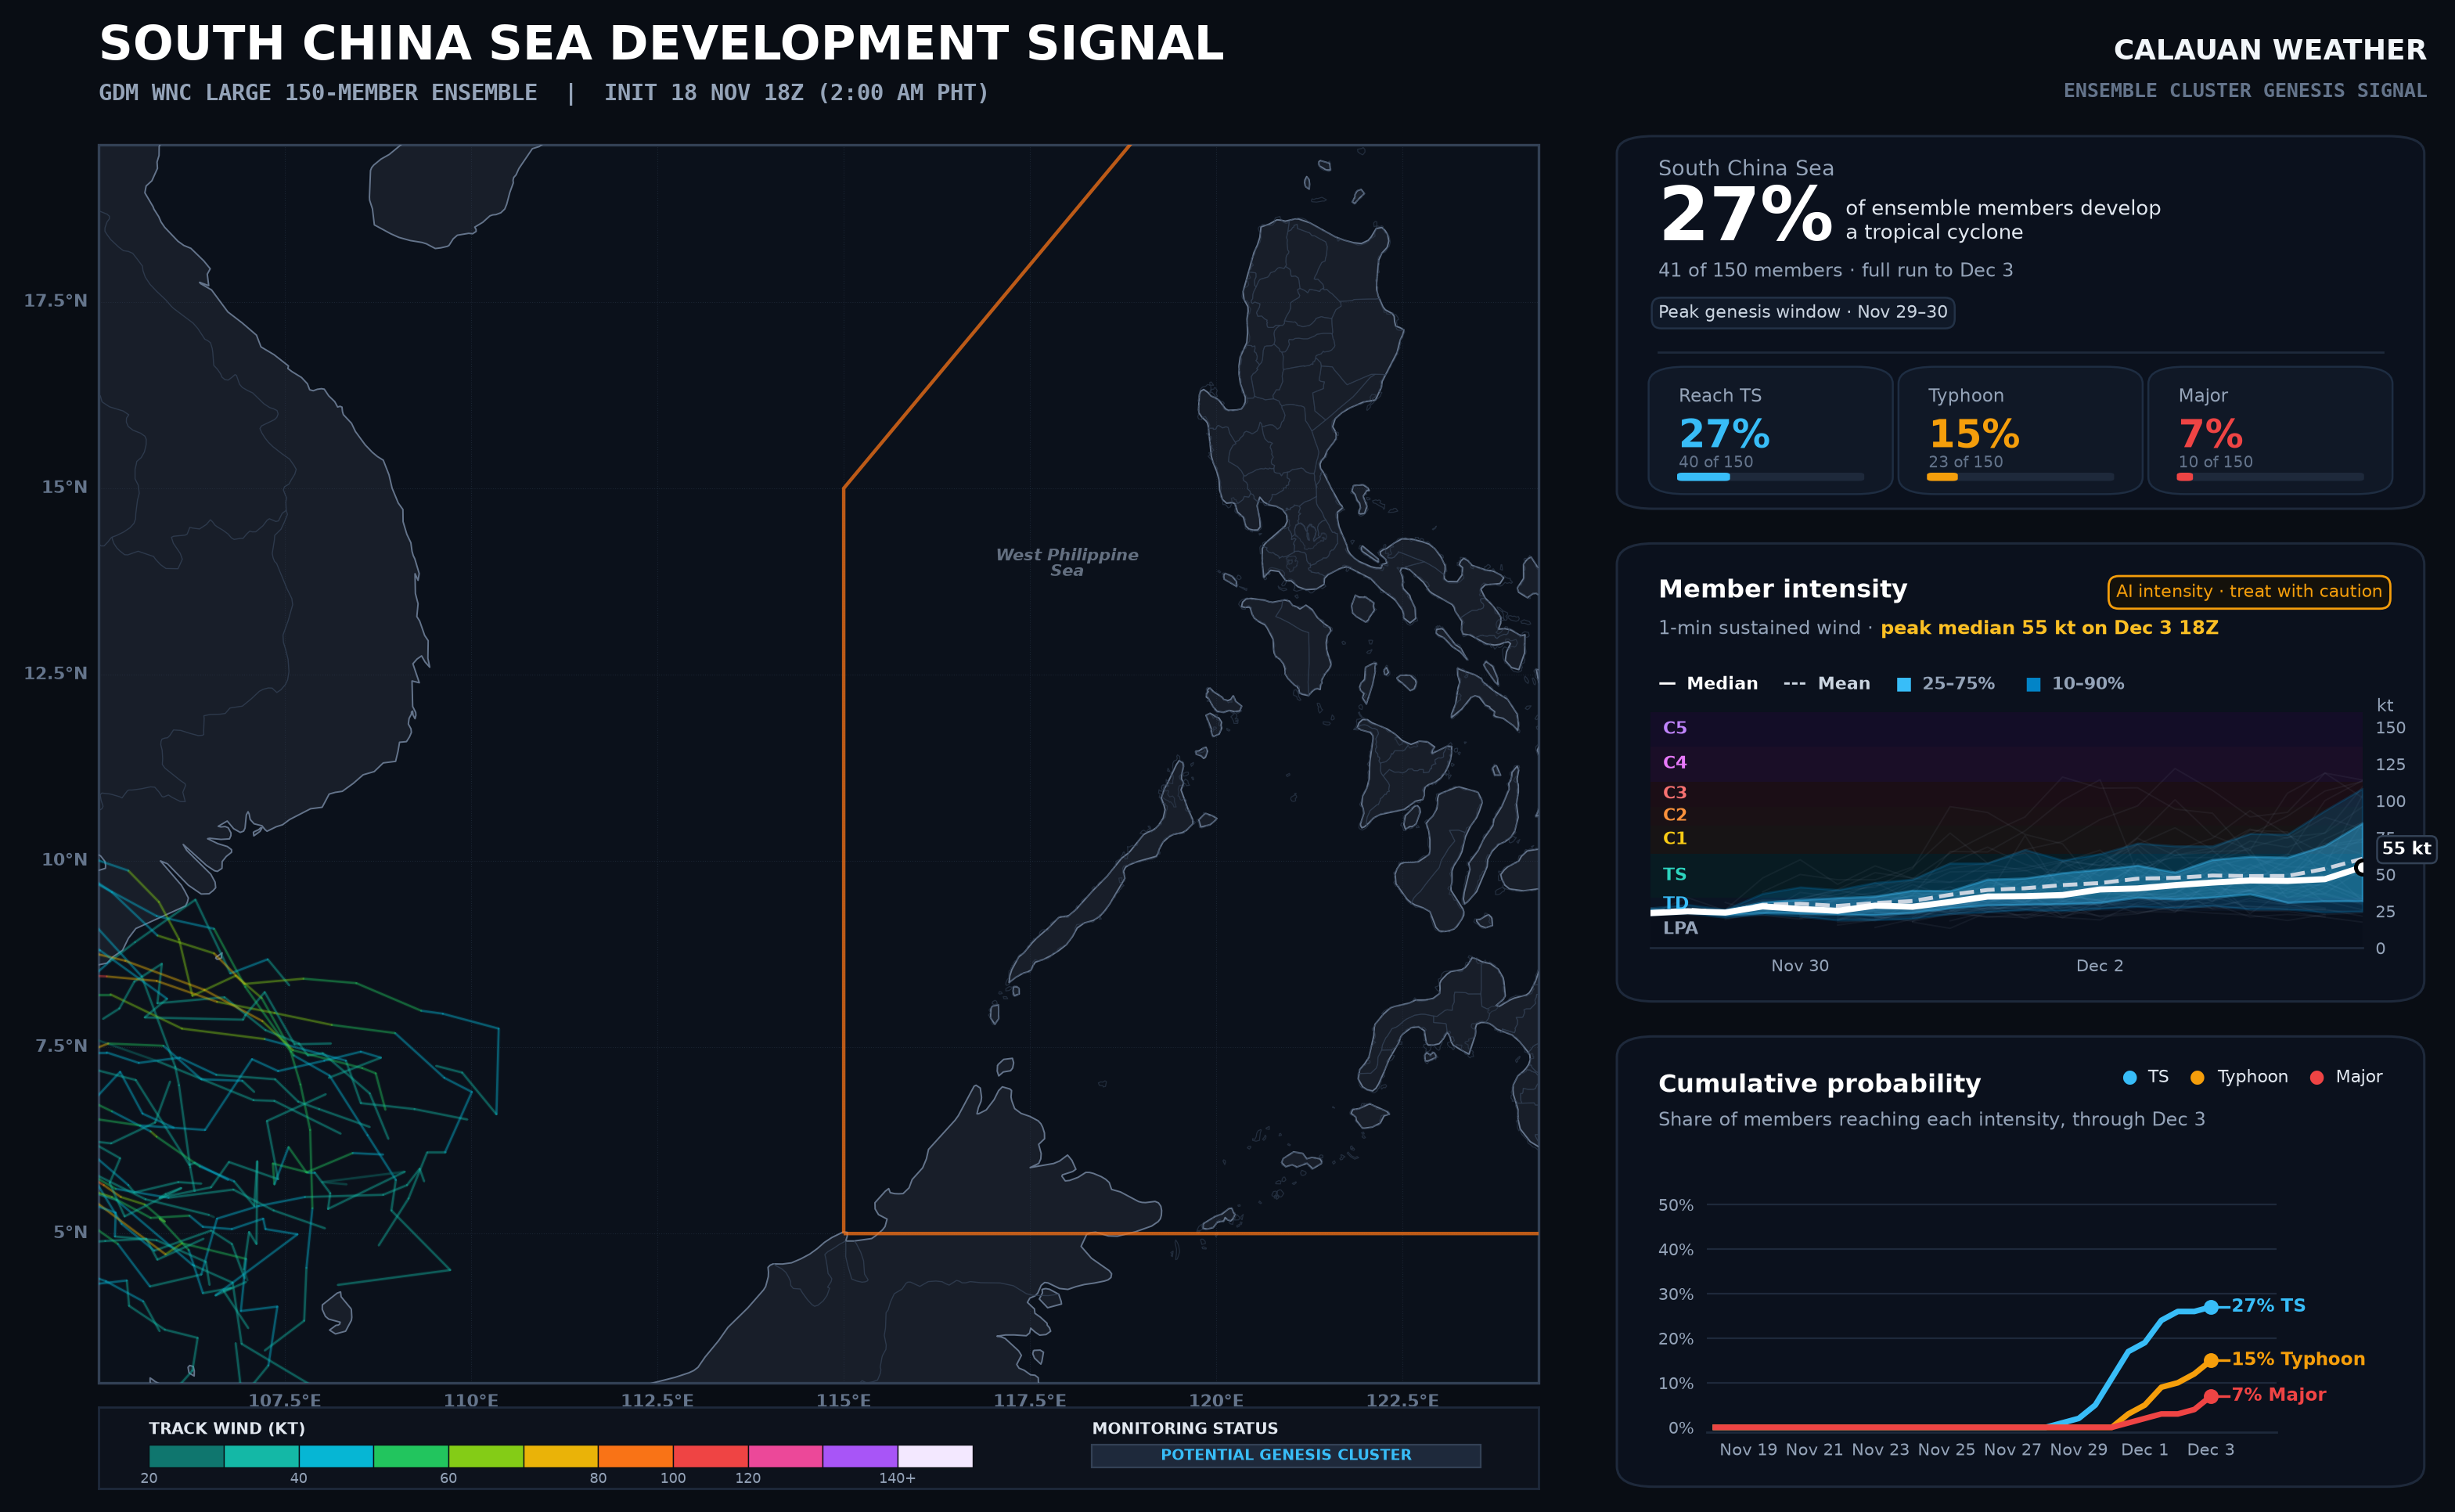 SOUTH CHINA SEA DEVELOPMENT SIGNAL
GDM WNC LARGE 150-MEMBER ENSEMBLE | INIT 18 NOV 18Z (2:00 AM PHT)
CALAUAN WEATHER
ENSEMBLE CLUSTER GENESIS SIGNAL
17.5°N
15°N
12.5°N
10°N
7.5°N
5°N
West Philippine
Sea
107.5°E 110°E 112.5°E 115°E 117.5°E 120°E 122.5°E
TRACK WIND (KT)
20 40 60 80 100 120 140+
MONITORING STATUS
POTENTIAL GENESIS CLUSTER
South China Sea
27% of ensemble members develop
a tropical cyclone
41 of 150 members · full run to Dec 3
Peak genesis window · Nov 29–30
Reach TS
27%
40 of 150
Typhoon
15%
23 of 150
Major
7%
10 of 150
Member intensity
AI intensity · treat with caution
1-min sustained wind · peak median 55 kt on Dec 3 18Z
Median Mean 25–75% 10–90%
kt
C5
C4
C3
C2
C1
TS
TD
LPA
150
125
100
75
55 kt
50
25
0
Nov 30 Dec 2
Cumulative probability
TS Typhoon Major
Share of members reaching each intensity, through Dec 3
50%
40%
30%
20%
10%
0%
27% TS
15% Typhoon
7% Major
Nov 19 Nov 21 Nov 23 Nov 25 Nov 27 Nov 29 Dec 1 Dec 3